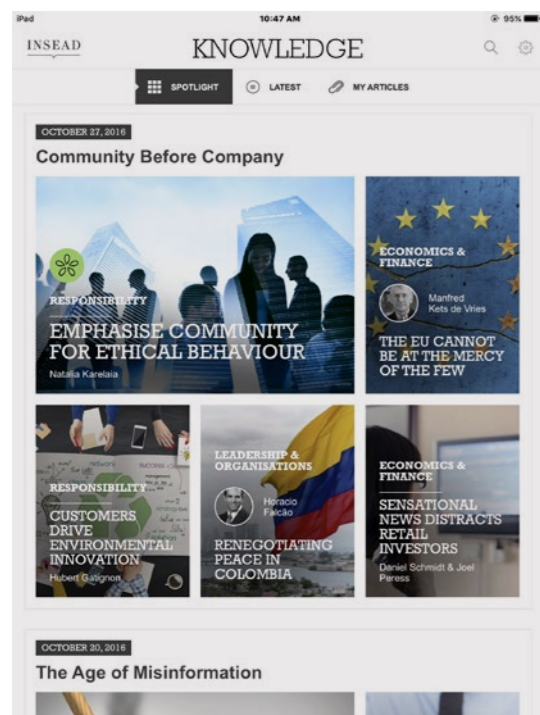 iPad
10:47 AM
95%
INSEAD
KNOWLEDGE
SPOTLIGHT
LATEST
MY ARTICLES
OCTOBER 27, 2016
Community Before Company
RESPONSIBILITY
EMPHASISE COMMUNITY
FOR ETHICAL BEHAVIOUR
Natalia Karelaia
ECONOMICS &
FINANCE
Manfred
Kets de Vries
THE EU CANNOT
BE AT THE MERCY
OF THE FEW
RESPONSIBILITY...
CUSTOMERS
DRIVE
ENVIRONMENTAL
INNOVATION
Hubert Gatignon
LEADERSHIP &
ORGANISATIONS
Horacio
Falcão
RENEGOTIATING
PEACE IN
COLOMBIA
ECONOMICS &
FINANCE
SENSATIONAL
NEWS DISTRACTS
RETAIL
INVESTORS
Daniel Schmidt & Joel
Peress
OCTOBER 20, 2016
The Age of Misinformation